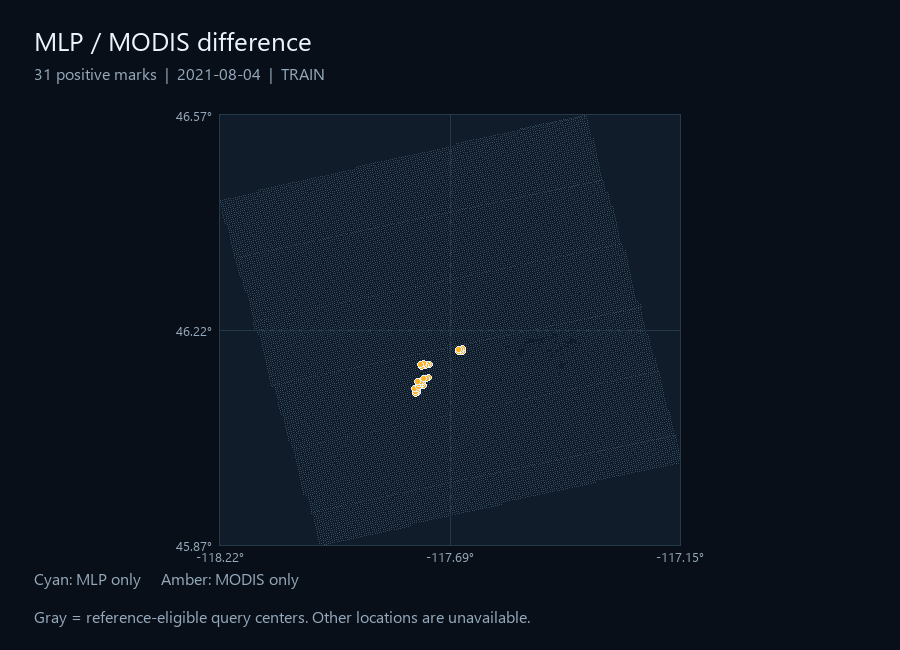 MLP / MODIS difference
31 positive marks | 2021-08-04 | TRAIN
46.57°
46.22°
45.87°
-118.22° -117.69° -117.15°
Cyan: MLP only Amber: MODIS only
Gray = reference-eligible query centers. Other locations are unavailable.